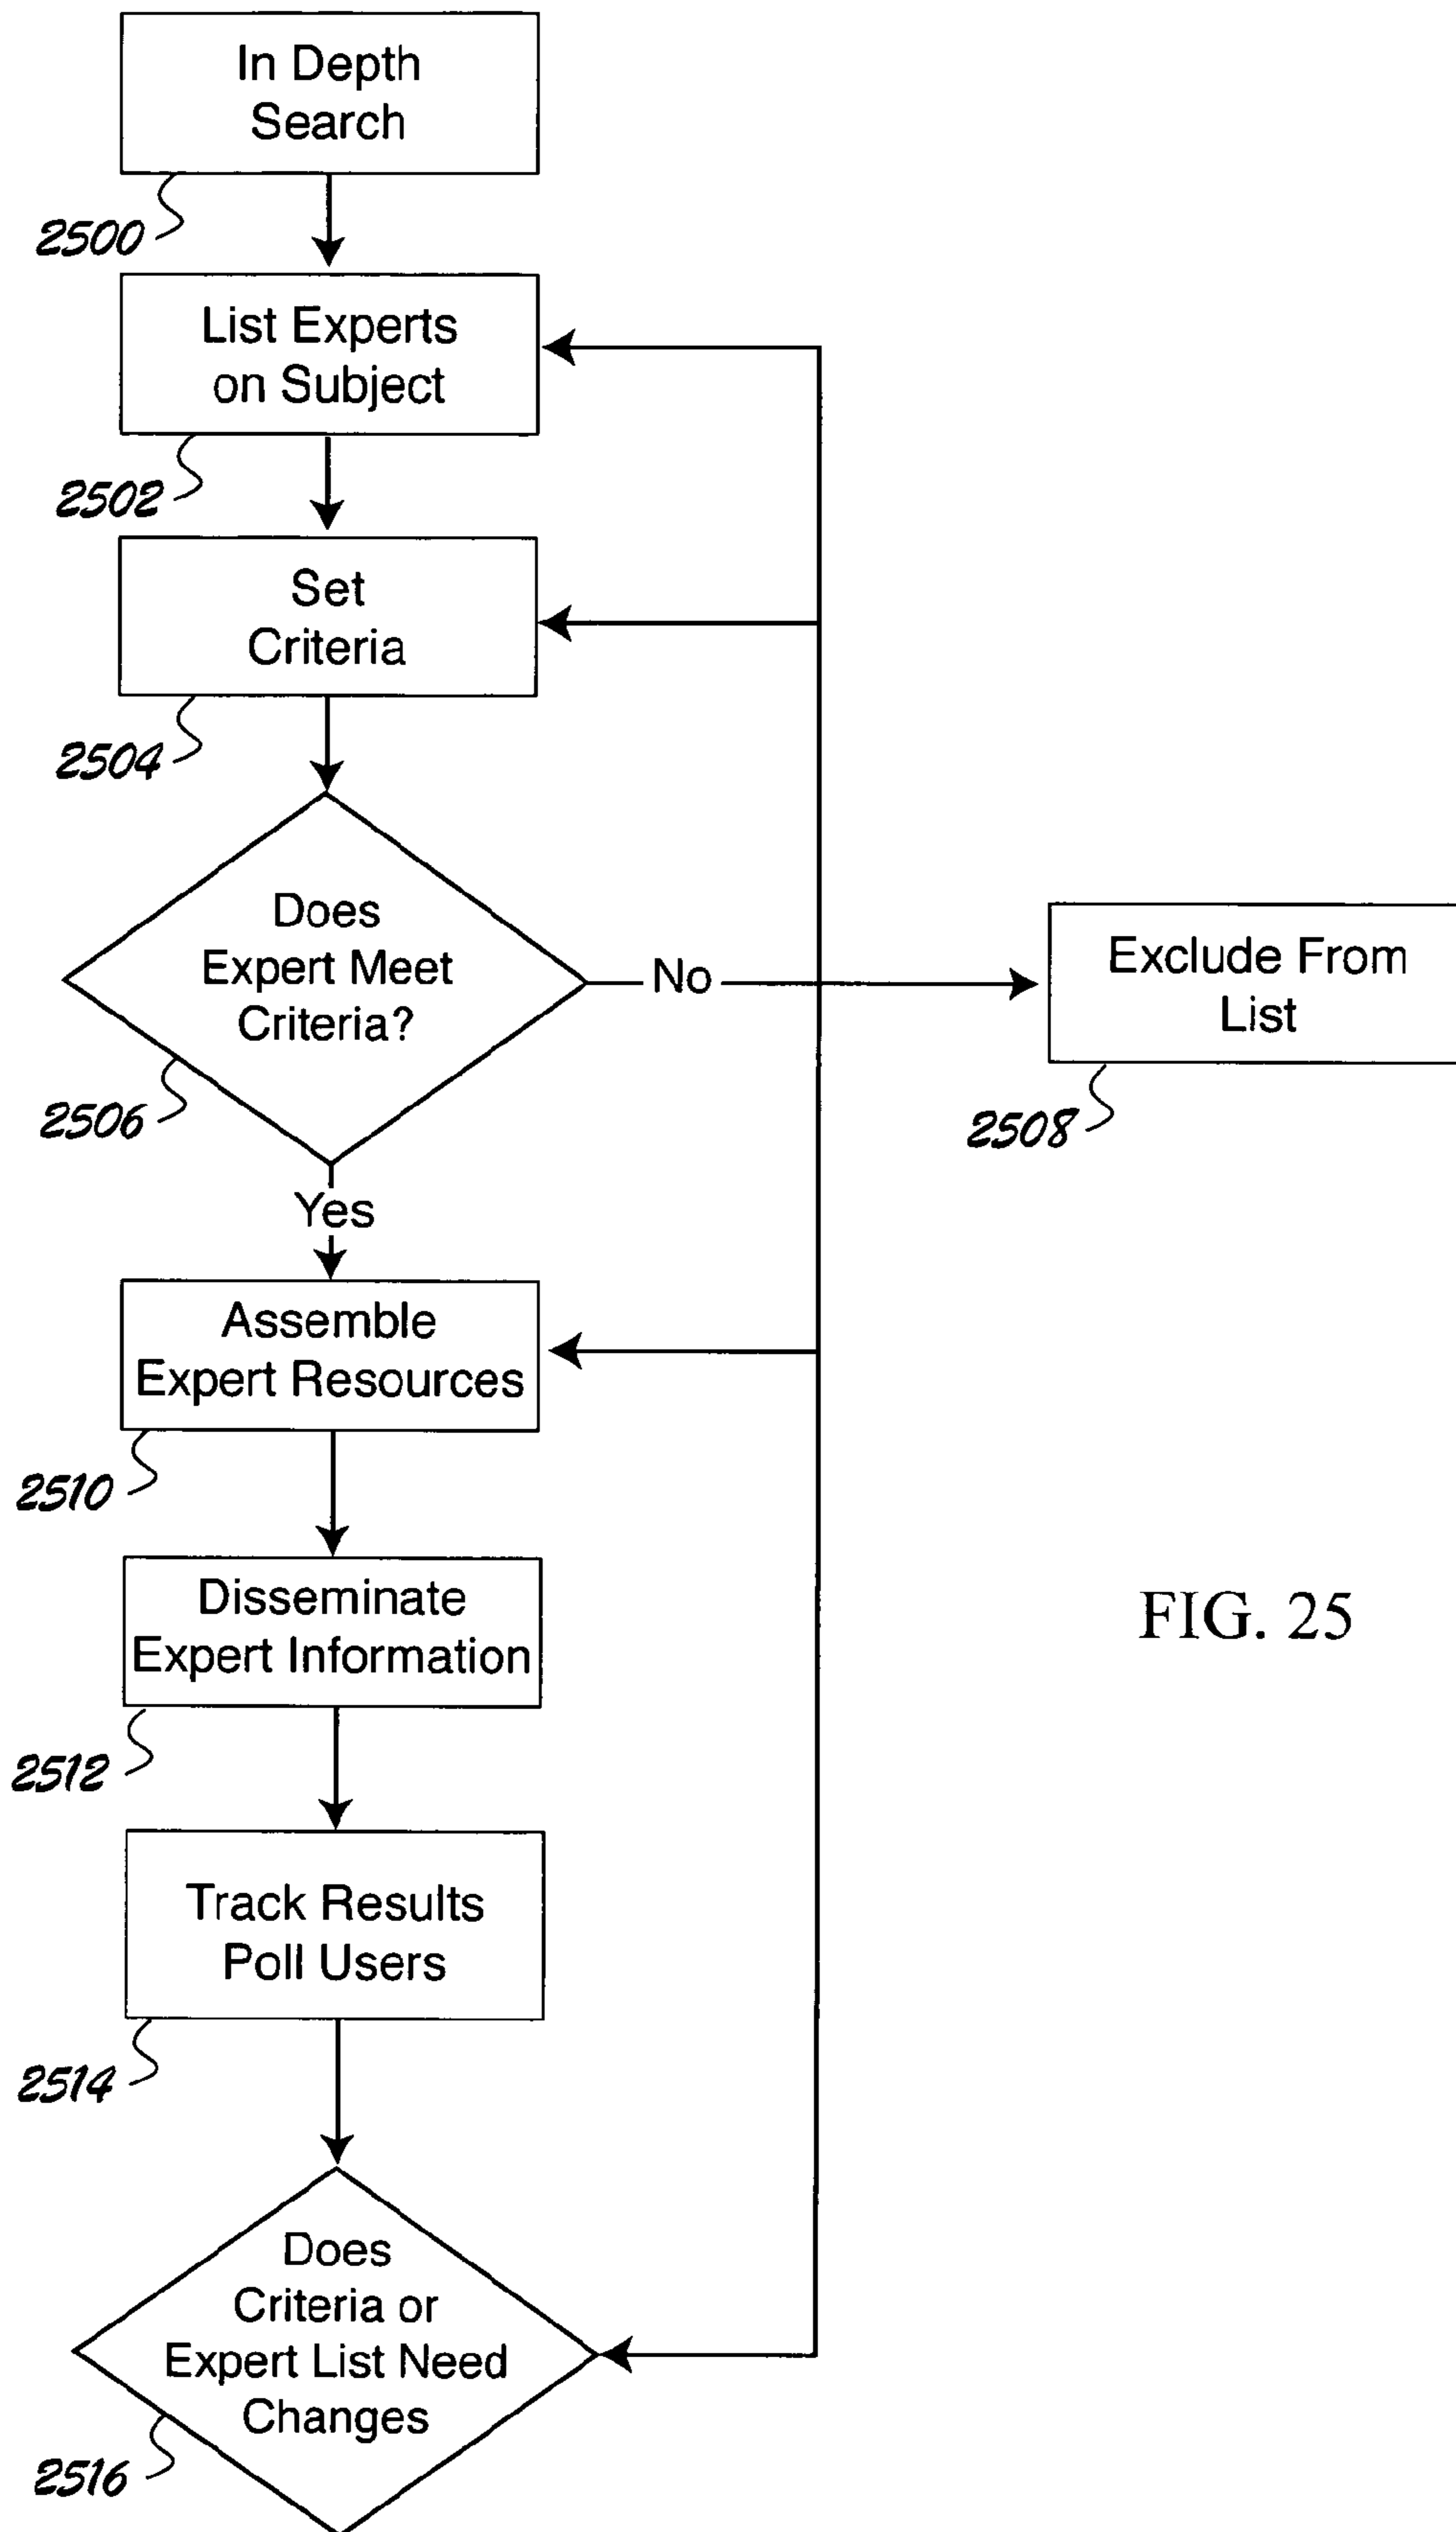 In Depth
Search
2500
List Experts
on Subject
2502
Set
Criteria
2504
Does
Expert Meet
Criteria?
No
Exclude From
List
2506
2508
Yes
Assemble
Expert Resources
2510
Disseminate
Expert Information
FIG. 25
2512
Track Results
Poll Users
2514
Does
Criteria or
Expert List Need
Changes
2516